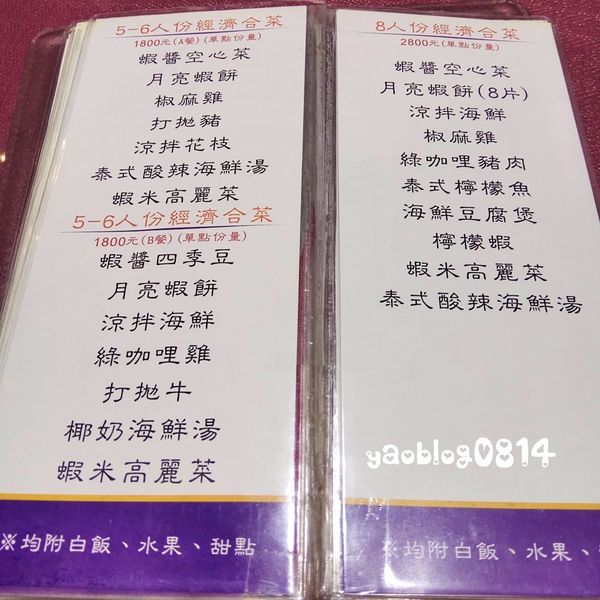 5-6人份經濟合菜
1800元(A餐)(單點份量)
蝦醬空心菜
月亮蝦餅
椒麻雞
打拋豬
涼拌花枝
泰式酸辣海鮮湯
蝦米高麗菜
5-6人份經濟合菜
1800元(B餐)(單點份量)
蝦醬四季豆
月亮蝦餅
涼拌海鮮
綠咖哩雞
打拋牛
椰奶海鮮湯
蝦米高麗菜
※均附白飯、水果、甜點
8人份經濟合菜
2800元(單點份量)
蝦醬空心菜
月亮蝦餅(8片)
涼拌海鮮
椒麻雞
綠咖哩豬肉
泰式檸檬魚
海鮮豆腐煲
檸檬蝦
蝦米高麗菜
泰式酸辣海鮮湯
yaoblog0814
※均附白飯、水果、